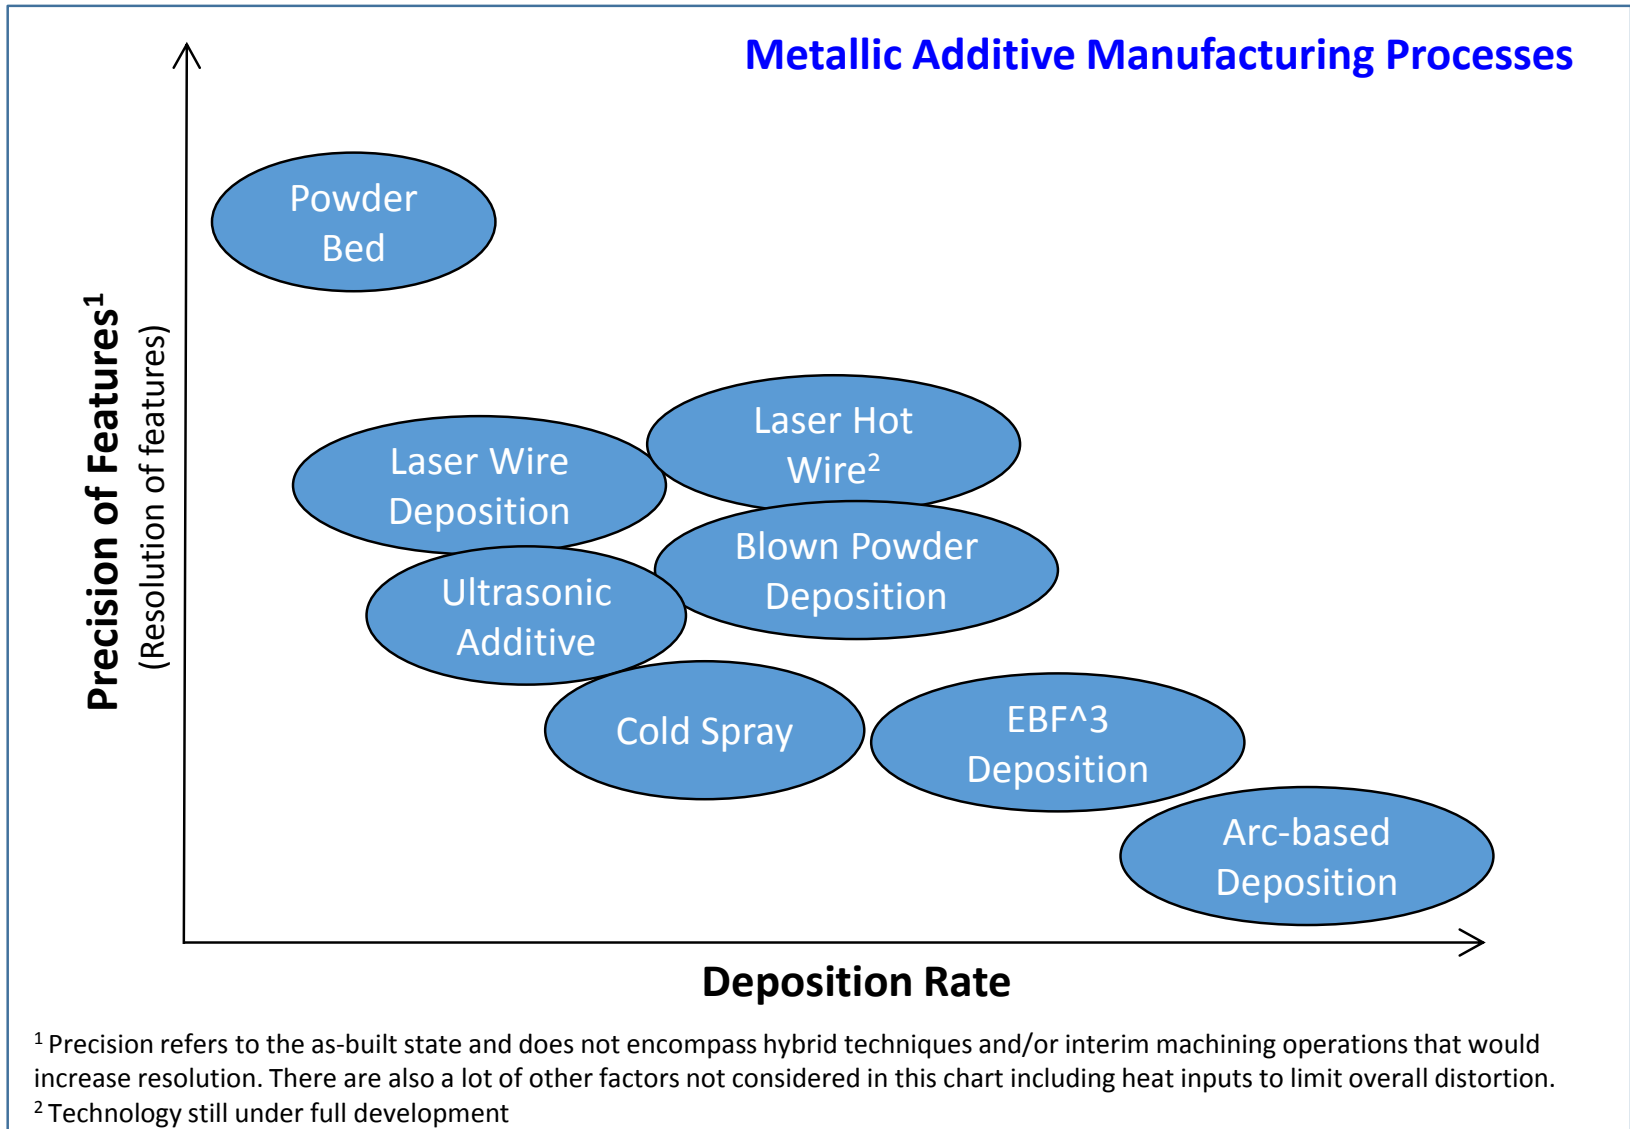 Metallic Additive Manufacturing Processes
Powder
Bed
Precision of Features¹
(Resolution of features)
Laser Hot
Wire²
Laser Wire
Deposition
Blown Powder
Deposition
Ultrasonic
Additive
Cold Spray
EBF^3
Deposition
Arc-based
Deposition
Deposition Rate
¹ Precision refers to the as-built state and does not encompass hybrid techniques and/or interim machining operations that would
increase resolution. There are also a lot of other factors not considered in this chart including heat inputs to limit overall distortion.
² Technology still under full development